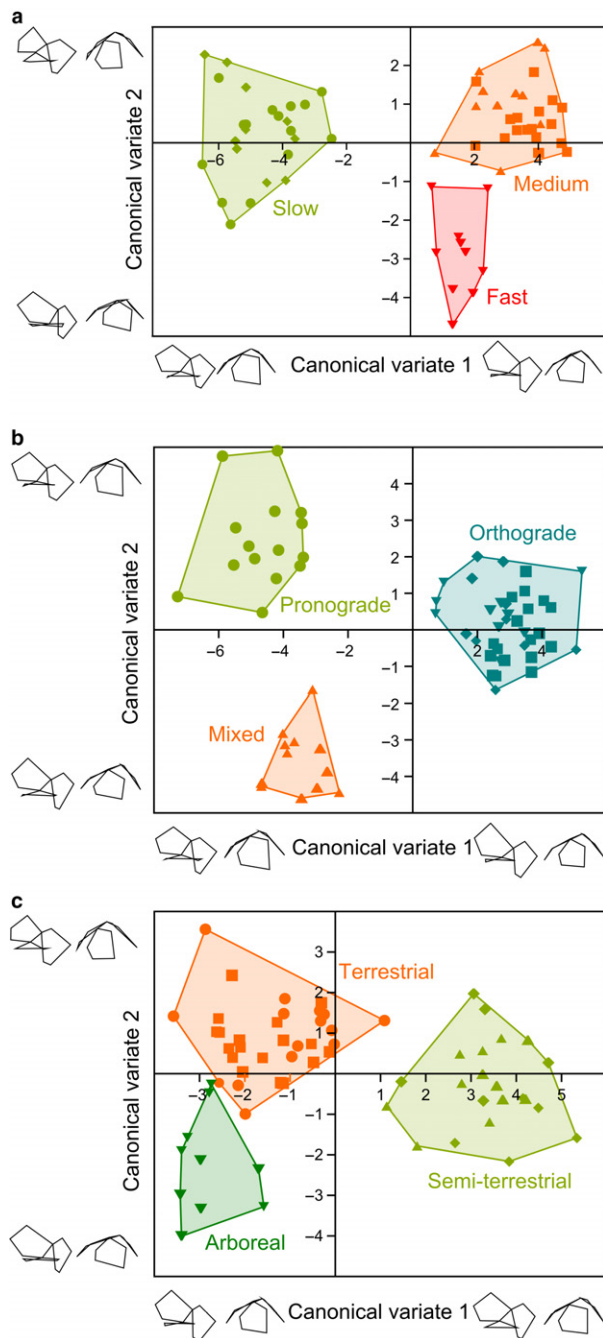 a
Canonical variate 2
2
1
-6
-4
-2
2
4
-1
-2
-3
-4
Slow
Medium
Fast
Canonical variate 1
b
Canonical variate 2
4
3
2
1
-6
-4
-2
2
4
-1
-2
-3
-4
Pronograde
Orthograde
Mixed
Canonical variate 1
c
Canonical variate 2
3
2
1
-3
-2
-1
1
2
3
4
5
-1
-2
-3
-4
Terrestrial
Semi-terrestrial
Arboreal
Canonical variate 1